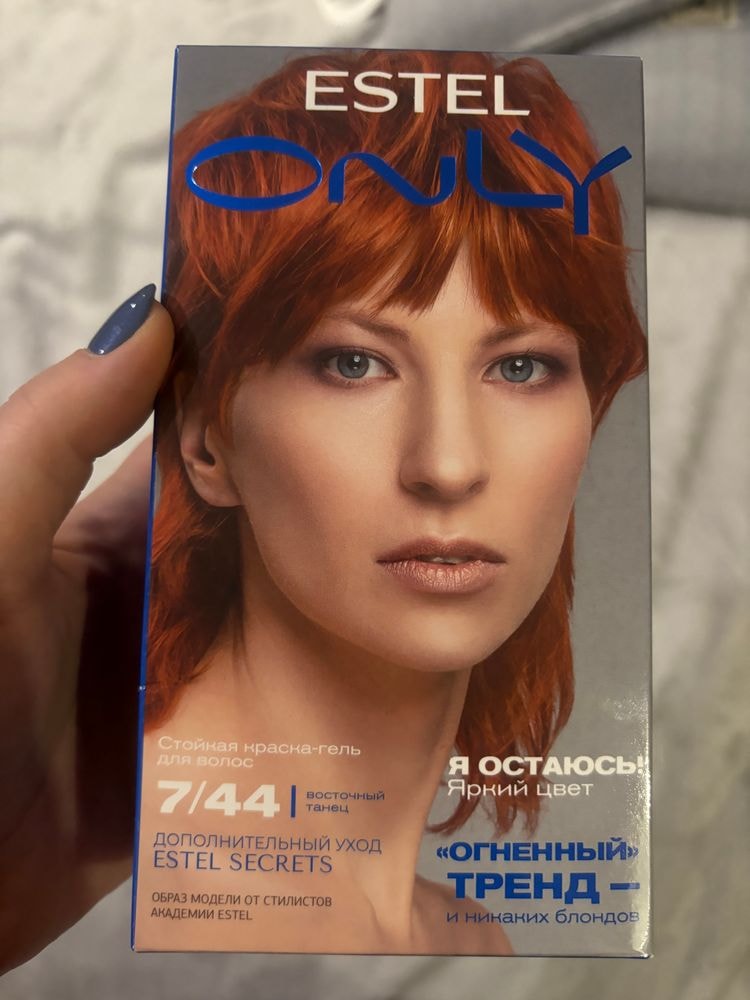 ESTEL
ONLY
Стойкая краска-гель
для волос
7/44 | восточный
танец
ДОПОЛНИТЕЛЬНЫЙ УХОД
ESTEL SECRETS
ОБРАЗ МОДЕЛИ ОТ СТИЛИСТОВ
АКАДЕМИИ ESTEL
Я ОСТАЮСЬ!
Яркий цвет
«ОГНЕННЫЙ»
ТРЕНД –
и никаких блондов